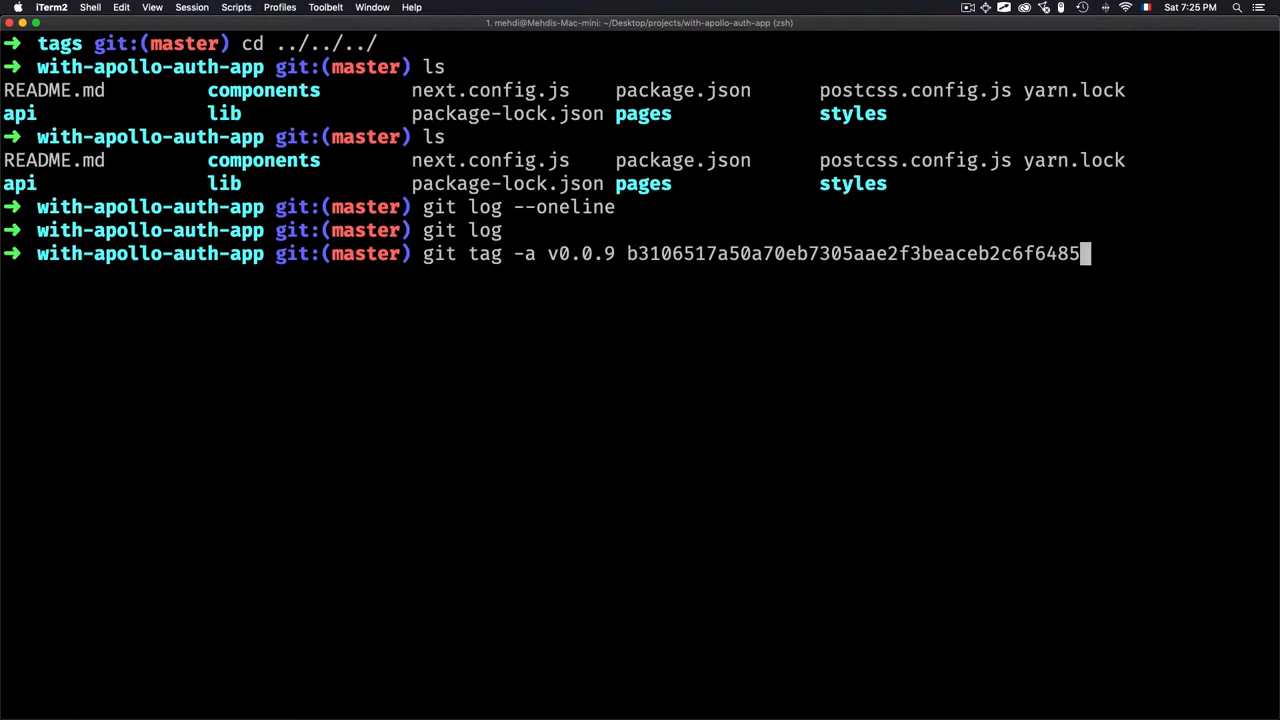 iTerm2 Shell Edit View Session Scripts Profiles Toolbelt Window Help Sat 7:25 PM
1. mehdi@Mehdis-Mac-mini: ~/Desktop/projects/with-apollo-auth-app (zsh)
➜ tags git:(master) cd ../../../
➜ with-apollo-auth-app git:(master) ls
README.md components next.config.js package.json postcss.config.js yarn.lock
api lib package-lock.json pages styles
➜ with-apollo-auth-app git:(master) ls
README.md components next.config.js package.json postcss.config.js yarn.lock
api lib package-lock.json pages styles
➜ with-apollo-auth-app git:(master) git log --oneline
➜ with-apollo-auth-app git:(master) git log
➜ with-apollo-auth-app git:(master) git tag -a v0.0.9 b3106517a50a70eb7305aae2f3beaceb2c6f6485